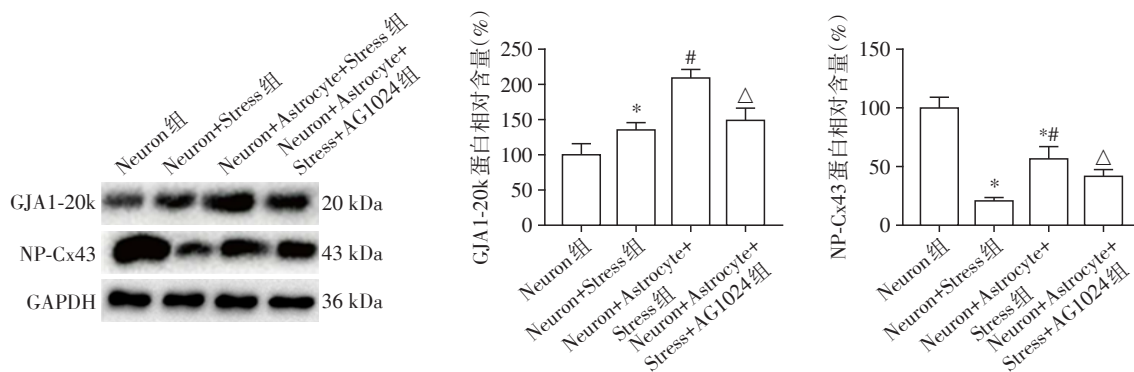 Neuron组
Neuron+Stress组
Neuron+Astrocyte+Stress组
Neuron+Astrocyte+
Stress+AG1024组
GJA1-20k
20 kDa
NP-Cx43
43 kDa
GAPDH
36 kDa
GJA1-20k蛋白相对含量(%)
250
200
150
100
50
0
*
#
△
Neuron组
Neuron+Stress组
Neuron+Astrocyte+
Stress组
Neuron+Astrocyte+
Stress+AG1024组
NP-Cx43蛋白相对含量(%)
150
100
50
0
*
*#
△
Neuron组
Neuron+Stress组
Neuron+Astrocyte+
Stress组
Neuron+Astrocyte+
Stress+AG1024组